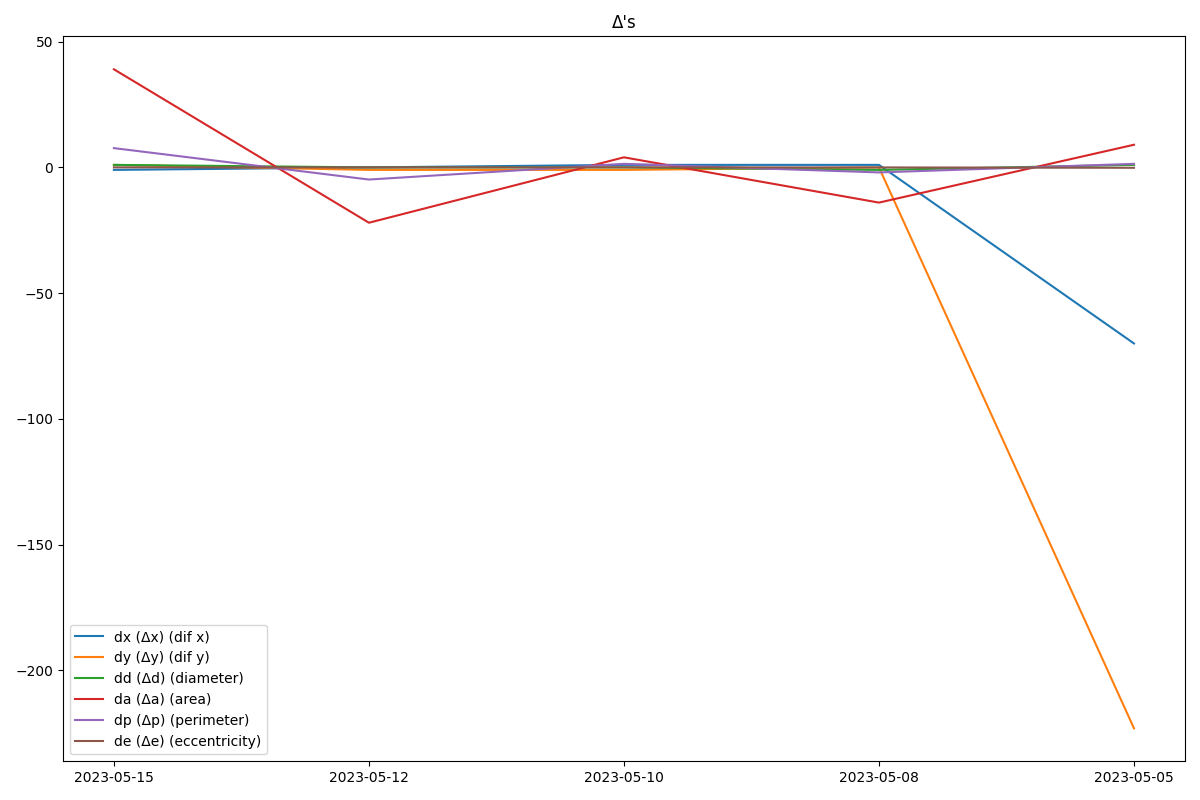 Δ's
50
0
−50
−100
−150
−200
dx (Δx) (dif x)
dy (Δy) (dif y)
dd (Δd) (diameter)
da (Δa) (area)
dp (Δp) (perimeter)
de (Δe) (eccentricity)
2023-05-15 2023-05-12 2023-05-10 2023-05-08 2023-05-05